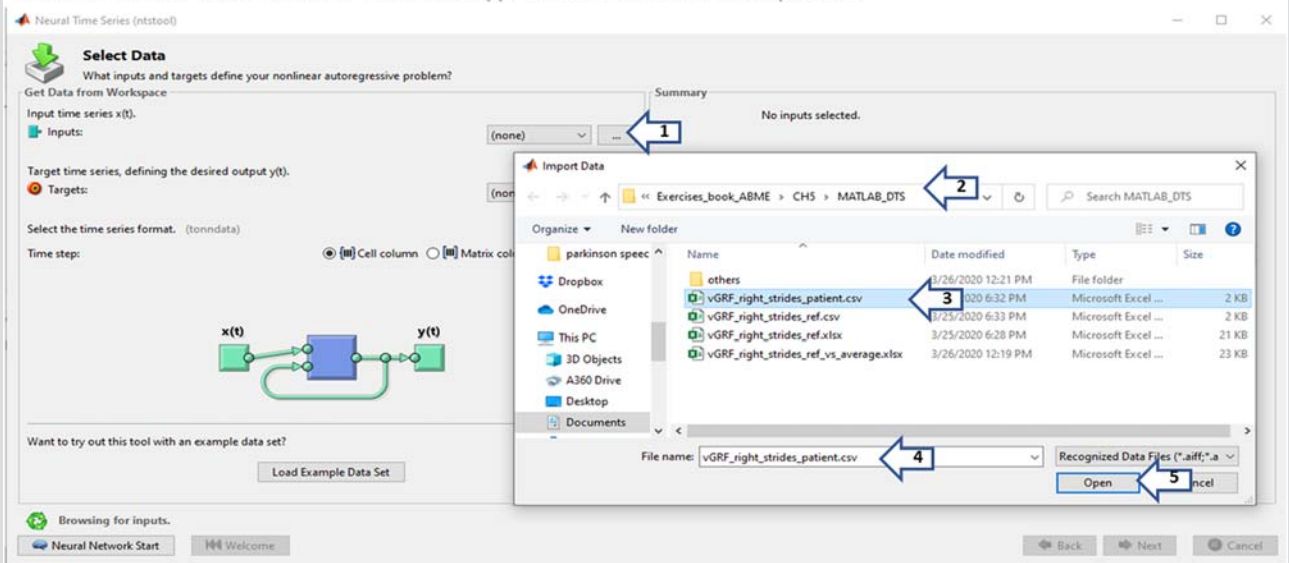 Neural Time Series (ntstool)
Select Data
What inputs and targets define your nonlinear autoregressive problem?
Get Data from Workspace
Input time series x(t).
Inputs:
(none)
...
1
Target time series, defining the desired output y(t).
Targets:
(non
Select the time series format. (tonndata)
Time step:
Cell column
Matrix col
x(t)
y(t)
Want to try out this tool with an example data set?
Load Example Data Set
Summary
No inputs selected.
Import Data
« Exercises_book_ABME > CH5 > MATLAB_DTS
2
Search MATLAB_DTS
Organize
New folder
parkinson speec
Dropbox
OneDrive
This PC
3D Objects
A360 Drive
Desktop
Documents
Name Date modified Type Size
others 3/26/2020 12:21 PM File folder
vGRF_right_strides_patient.csv 3 020 6:32 PM Microsoft Excel ... 2 KB
vGRF_right_strides_ref.csv 3/25/2020 6:33 PM Microsoft Excel ... 2 KB
vGRF_right_strides_ref.xlsx 3/25/2020 6:28 PM Microsoft Excel ... 21 KB
vGRF_right_strides_ref_vs_average.xlsx 3/26/2020 12:19 PM Microsoft Excel ... 23 KB
File name: vGRF_right_strides_patient.csv 4
Recognized Data Files (*.aiff;*.a
Open
5
ncel
Browsing for inputs.
Neural Network Start
Welcome
Back
Next
Cancel